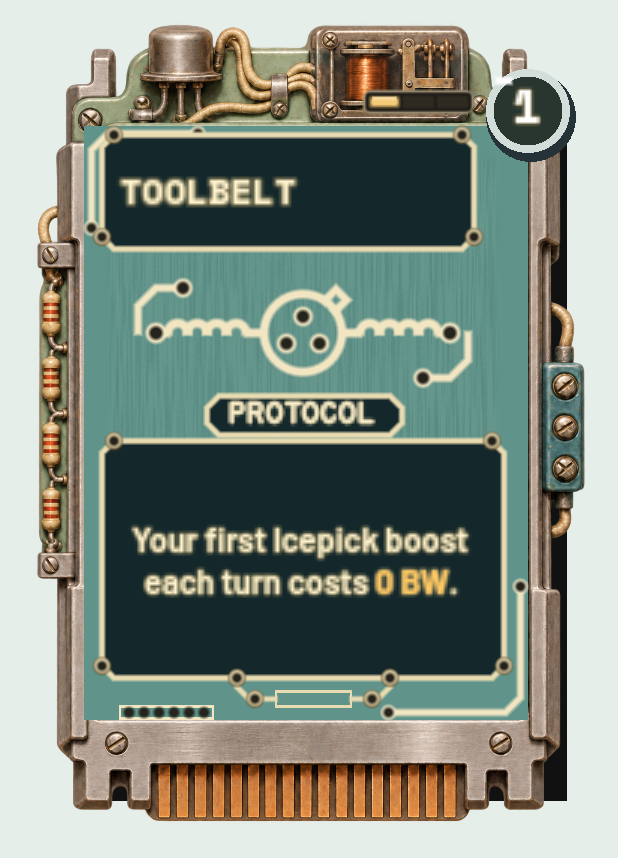 1
TOOLBELT
PROTOCOL
Your first Icepick boost
each turn costs 0 BW.